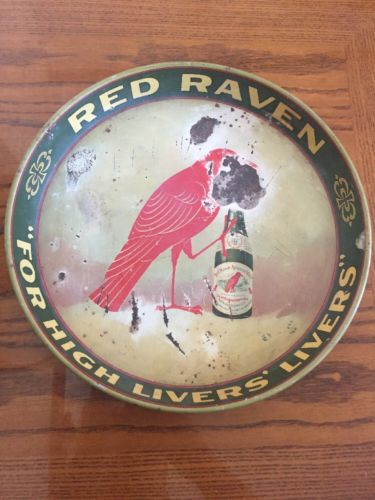 RED RAVEN
"FOR HIGH LIVERS' LIVERS"